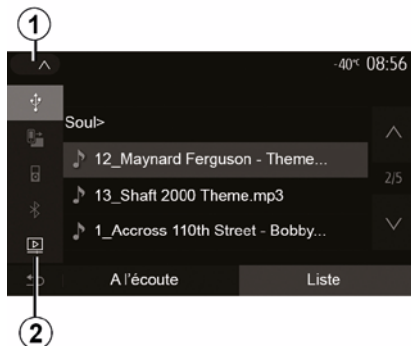 1
-40°C 08:56
Soul>
12_Maynard Ferguson - Theme...
2/5
13_Shaft 2000 Theme.mp3
1_Accross 110th Street - Bobby...
A l'écoute Liste
2